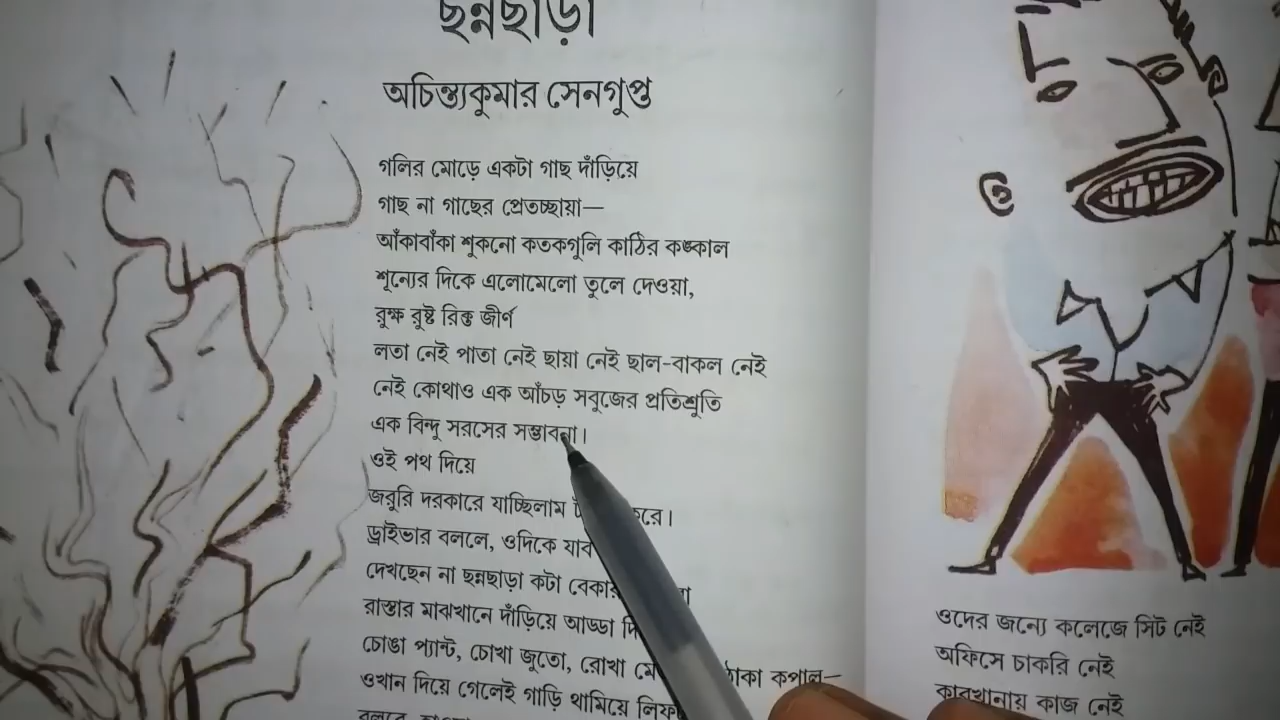 ছন্নছাড়া
অচিন্ত্যকুমার সেনগুপ্ত
গলির মোড়ে একটা গাছ দাঁড়িয়ে
গাছ না গাছের প্রেতচ্ছায়া—
আঁকাবাঁকা শুকনো কতকগুলি কাঠির কঙ্কাল
শূন্যের দিকে এলোমেলো তুলে দেওয়া,
রুক্ষ রুষ্ট রিক্ত জীর্ণ
লতা নেই পাতা নেই ছায়া নেই ছাল-বাকল নেই
নেই কোথাও এক আঁচড় সবুজের প্রতিশ্রুতি
এক বিন্দু সরসের সম্ভাবনা।
ওই পথ দিয়ে
জরুরি দরকারে যাচ্ছিলাম করে।
ড্রাইভার বললে, ওদিকে যাব
দেখছেন না ছন্নছাড়া কটা বেকার
রাস্তার মাঝখানে দাঁড়িয়ে আড্ডা
চোঙা প্যান্ট, চোখা জুতো, রোখা কপাল—
ওখান দিয়ে গেলেই গাড়ি থামিয়ে
ওদের জন্যে কলেজে সিট নেই
অফিসে চাকরি নেই
কারখানায় কাজ নেই